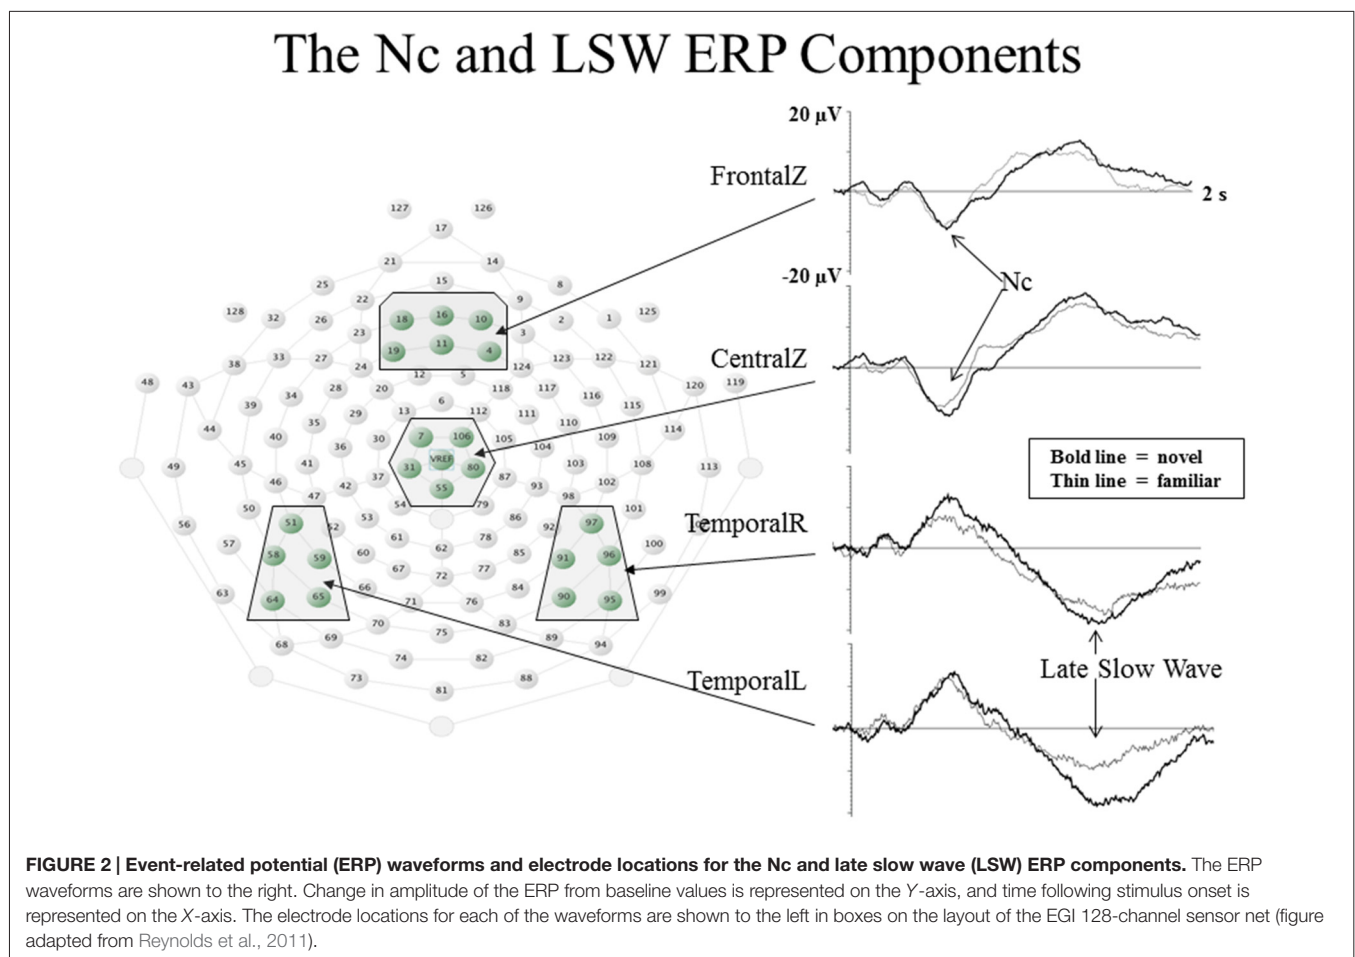 The Nc and LSW ERP Components
20 µV
FrontalZ
2 s
-20 µV
Nc
CentralZ
Bold line = novel
Thin line = familiar
TemporalR
Late Slow Wave
TemporalL
127 126
17
21 14
25 15 8
22 9
128 32 26 18 16 10 2 1 125
23 3
19 11 4
38 33 27 24 124 123 122 121
12 5
48 43 28 20 118 117 120 119
39 34 6 116 115
35 29 13 112 111 110
44 40 36 30 7 106 105 104 109 114
45 41 VREF 103 108
49 46 42 37 31 80 87 93 102 113
47 55 98
50 54 79 101
56 51 52 53 86 92 97
57 61 62 78 100
58 59 60 85 91 96
67 72 77
63 64 65 66 71 76 84 90 95 99
70 75 83
68 69 89 94
74 82
73 81 88
FIGURE 2 | Event-related potential (ERP) waveforms and electrode locations for the Nc and late slow wave (LSW) ERP components. The ERP
waveforms are shown to the right. Change in amplitude of the ERP from baseline values is represented on the Y-axis, and time following stimulus onset is
represented on the X-axis. The electrode locations for each of the waveforms are shown to the left in boxes on the layout of the EGI 128-channel sensor net (figure
adapted from Reynolds et al., 2011).